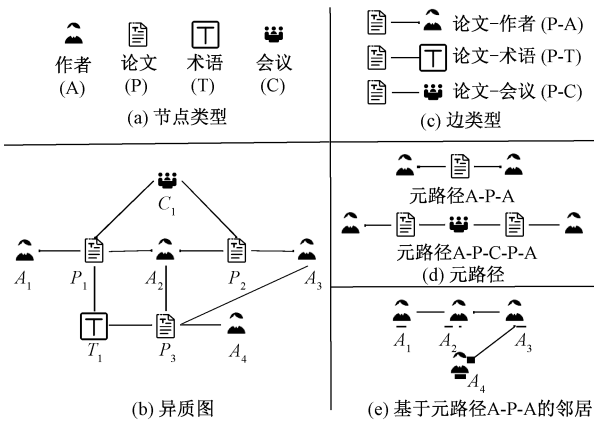 作者 论文 术语 会议
(A) (P) (T) (C)
(a) 节点类型
论文-作者 (P-A)
论文-术语 (P-T)
论文-会议 (P-C)
(c) 边类型
C1
A1 P1 A2 P2 A3
T
T1 P3 A4
(b) 异质图
元路径A-P-A
元路径A-P-C-P-A
(d) 元路径
A1 A2 A3
A4
(e) 基于元路径A-P-A的邻居